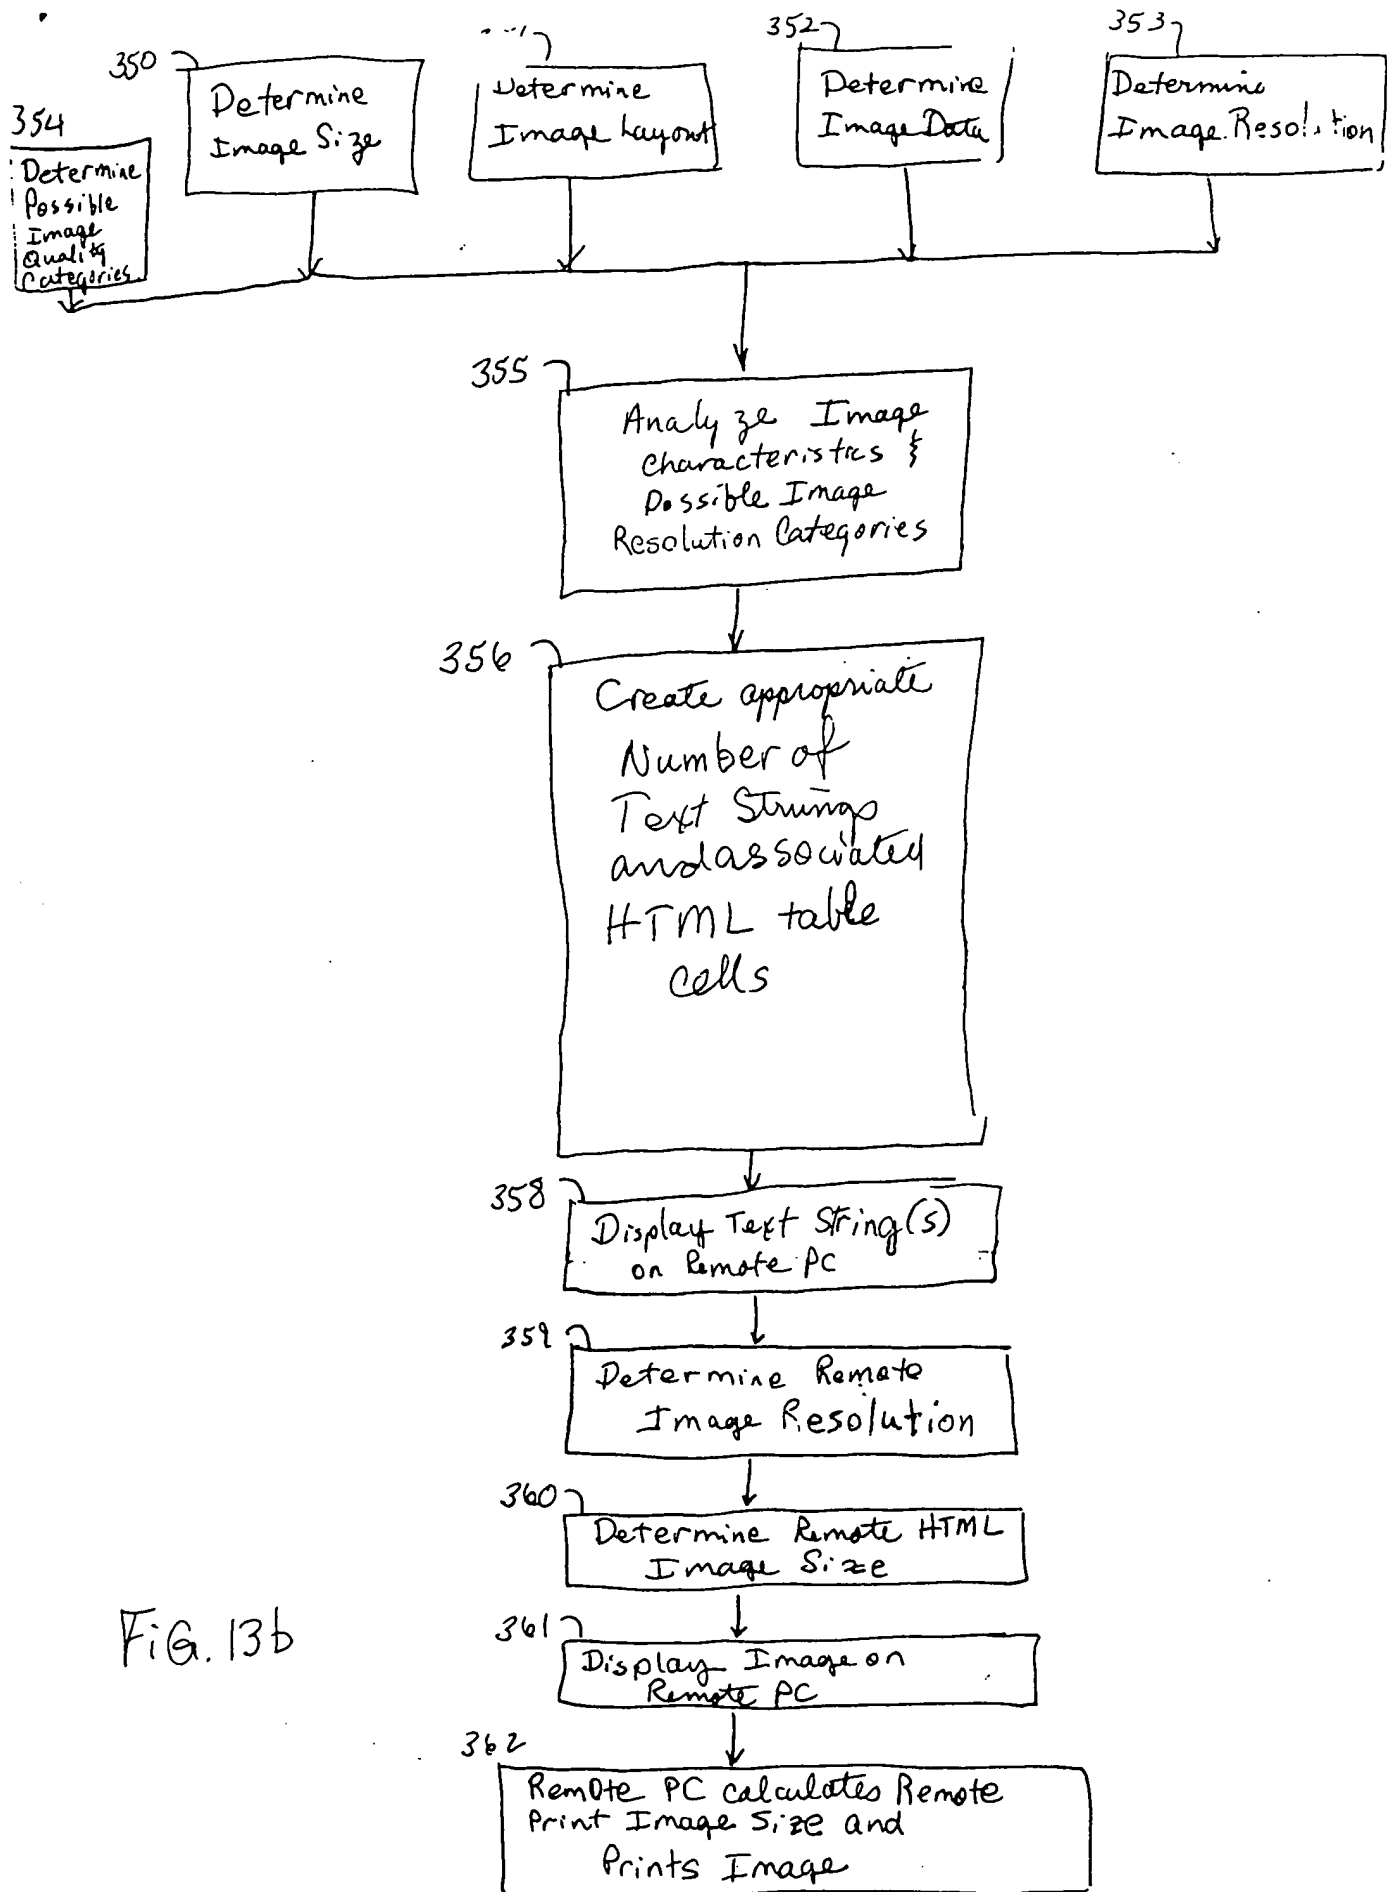 350
Determine
Image Size
Determine
Image Layout
352
Determine
Image Data
353
Determine
Image Resolution
354
Determine
Possible
Image
Quality
Categories
355
Analyze Image
Characteristics &
Possible Image
Resolution Categories
356
Create appropriate
Number of
Text Strings
and associated
HTML table
cells
358
Display Text String(s)
on Remote PC
359
Determine Remote
Image Resolution
360
Determine Remote HTML
Image Size
361
Display Image on
Remote PC
362
Remote PC calculates Remote
Print Image Size and
Prints Image
FiG. 13b